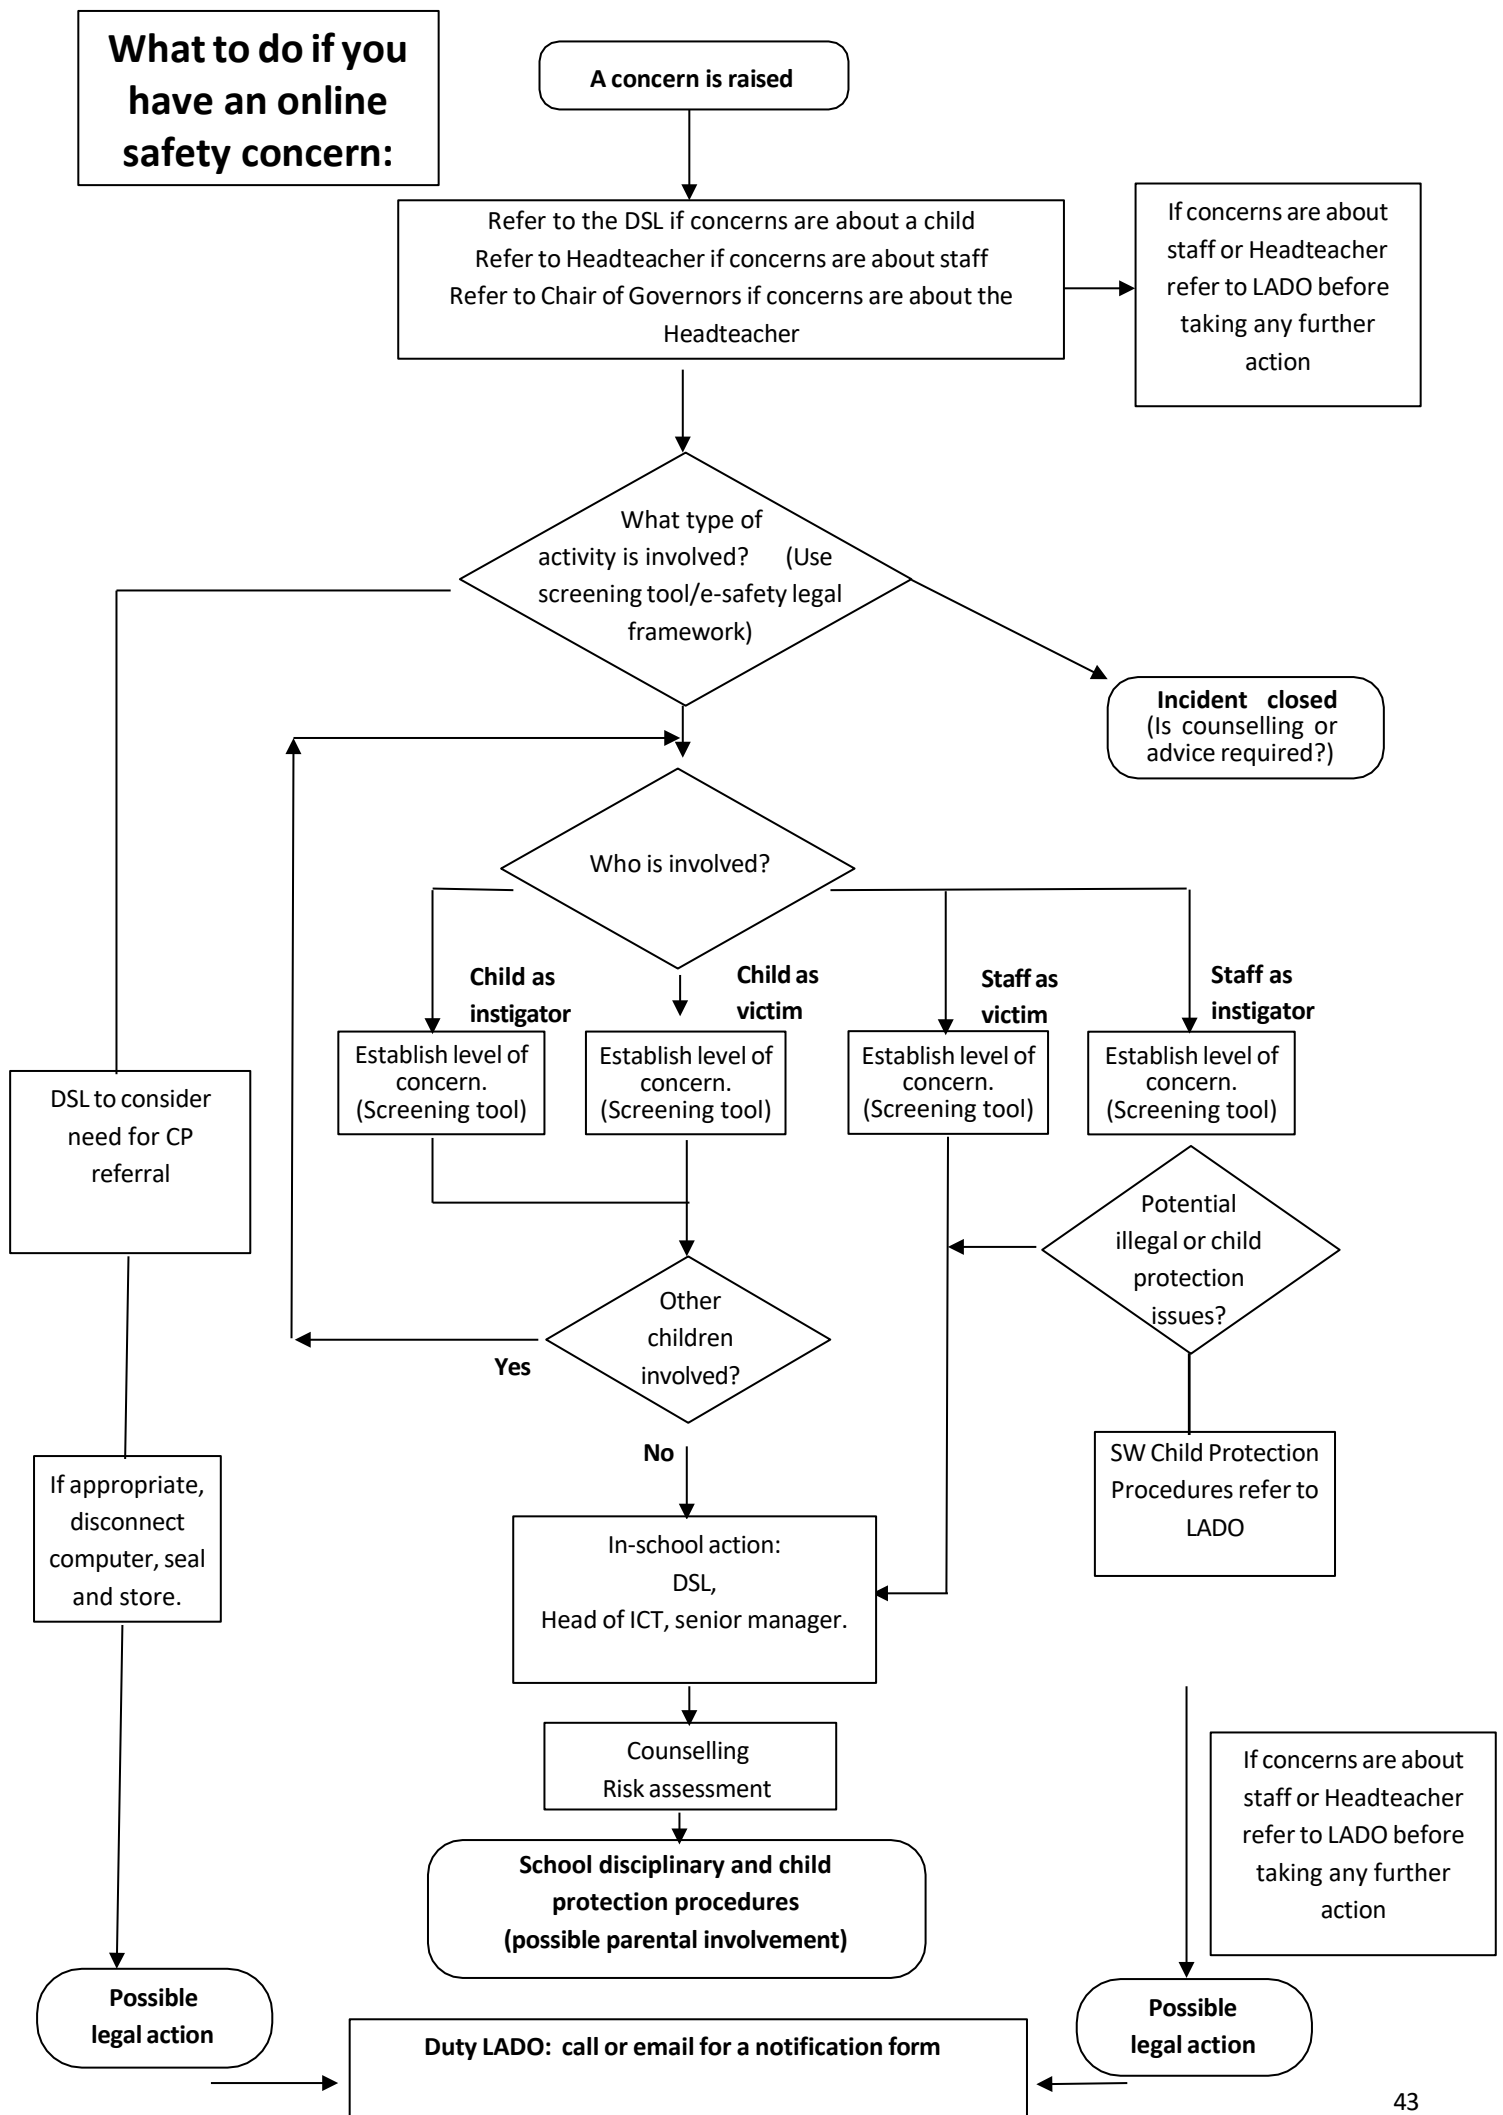 What to do if you
have an online
safety concern:
A concern is raised
Refer to the DSL if concerns are about a child
Refer to Headteacher if concerns are about staff
Refer to Chair of Governors if concerns are about the
Headteacher
If concerns are about
staff or Headteacher
refer to LADO before
taking any further
action
What type of
activity is involved? (Use
screening tool/e-safety legal
framework)
Incident closed
(Is counselling or
advice required?)
Who is involved?
Child as
instigator
Child as
victim
Staff as
victim
Staff as
instigator
Establish level of
concern.
(Screening tool)
Establish level of
concern.
(Screening tool)
Establish level of
concern.
(Screening tool)
Establish level of
concern.
(Screening tool)
DSL to consider
need for CP
referral
Potential
illegal or child
protection
issues?
Other
children
involved?
Yes
No
SW Child Protection
Procedures refer to
LADO
If appropriate,
disconnect
computer, seal
and store.
In-school action:
DSL,
Head of ICT, senior manager.
Counselling
Risk assessment
If concerns are about
staff or Headteacher
refer to LADO before
taking any further
action
School disciplinary and child
protection procedures
(possible parental involvement)
Possible
legal action
Possible
legal action
Duty LADO: call or email for a notification form
43